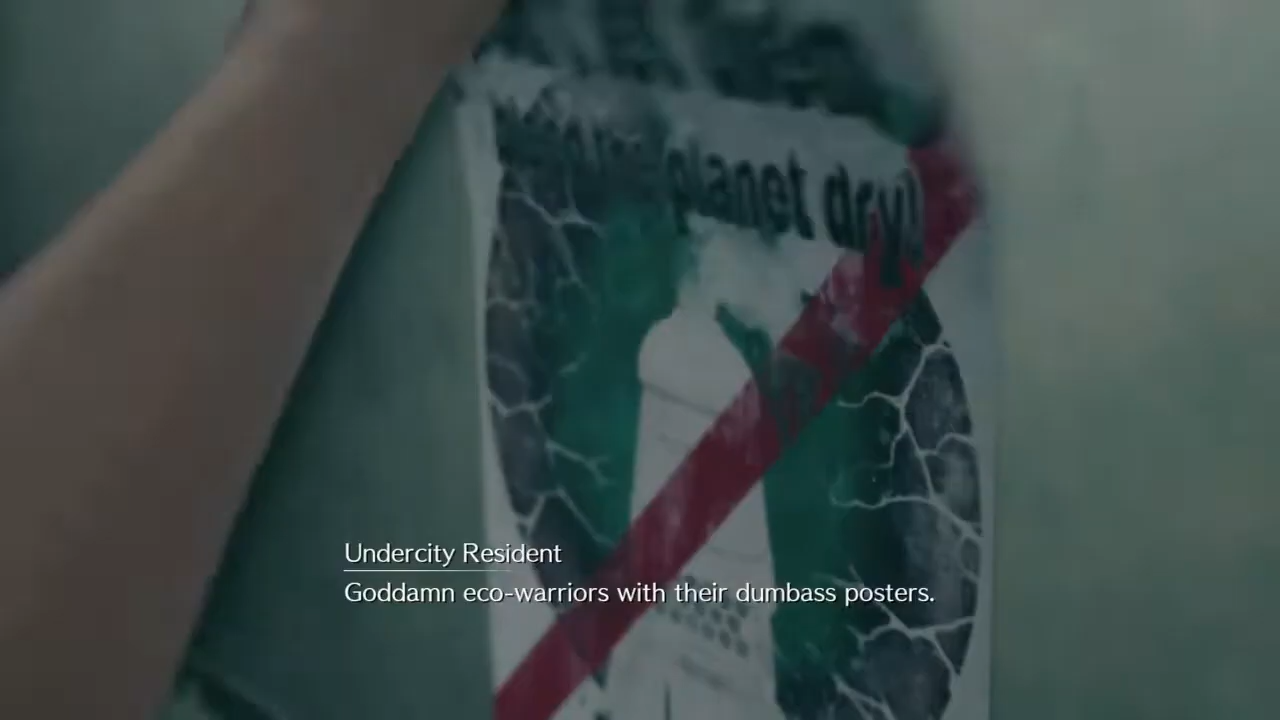 planet dry!
Undercity Resident
Goddamn eco-warriors with their dumbass posters.